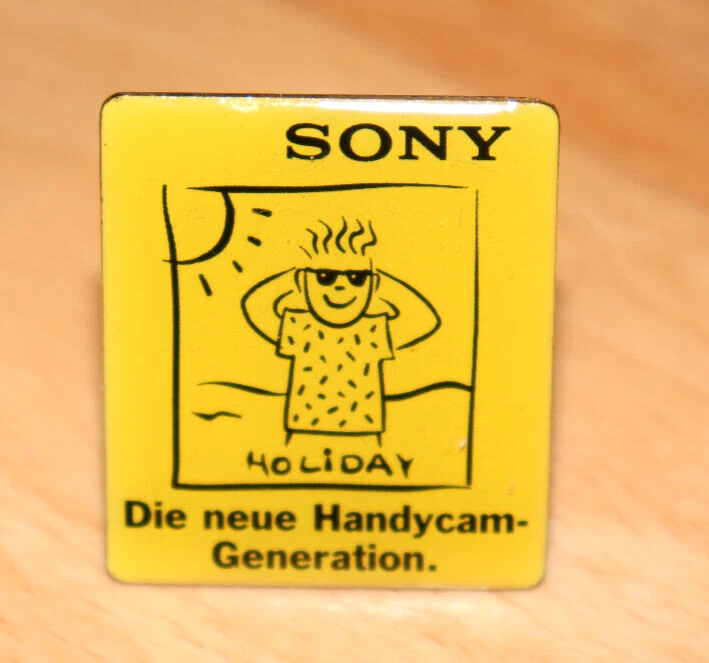 SONY
HOLiDAY
Die neue Handycam-
Generation.